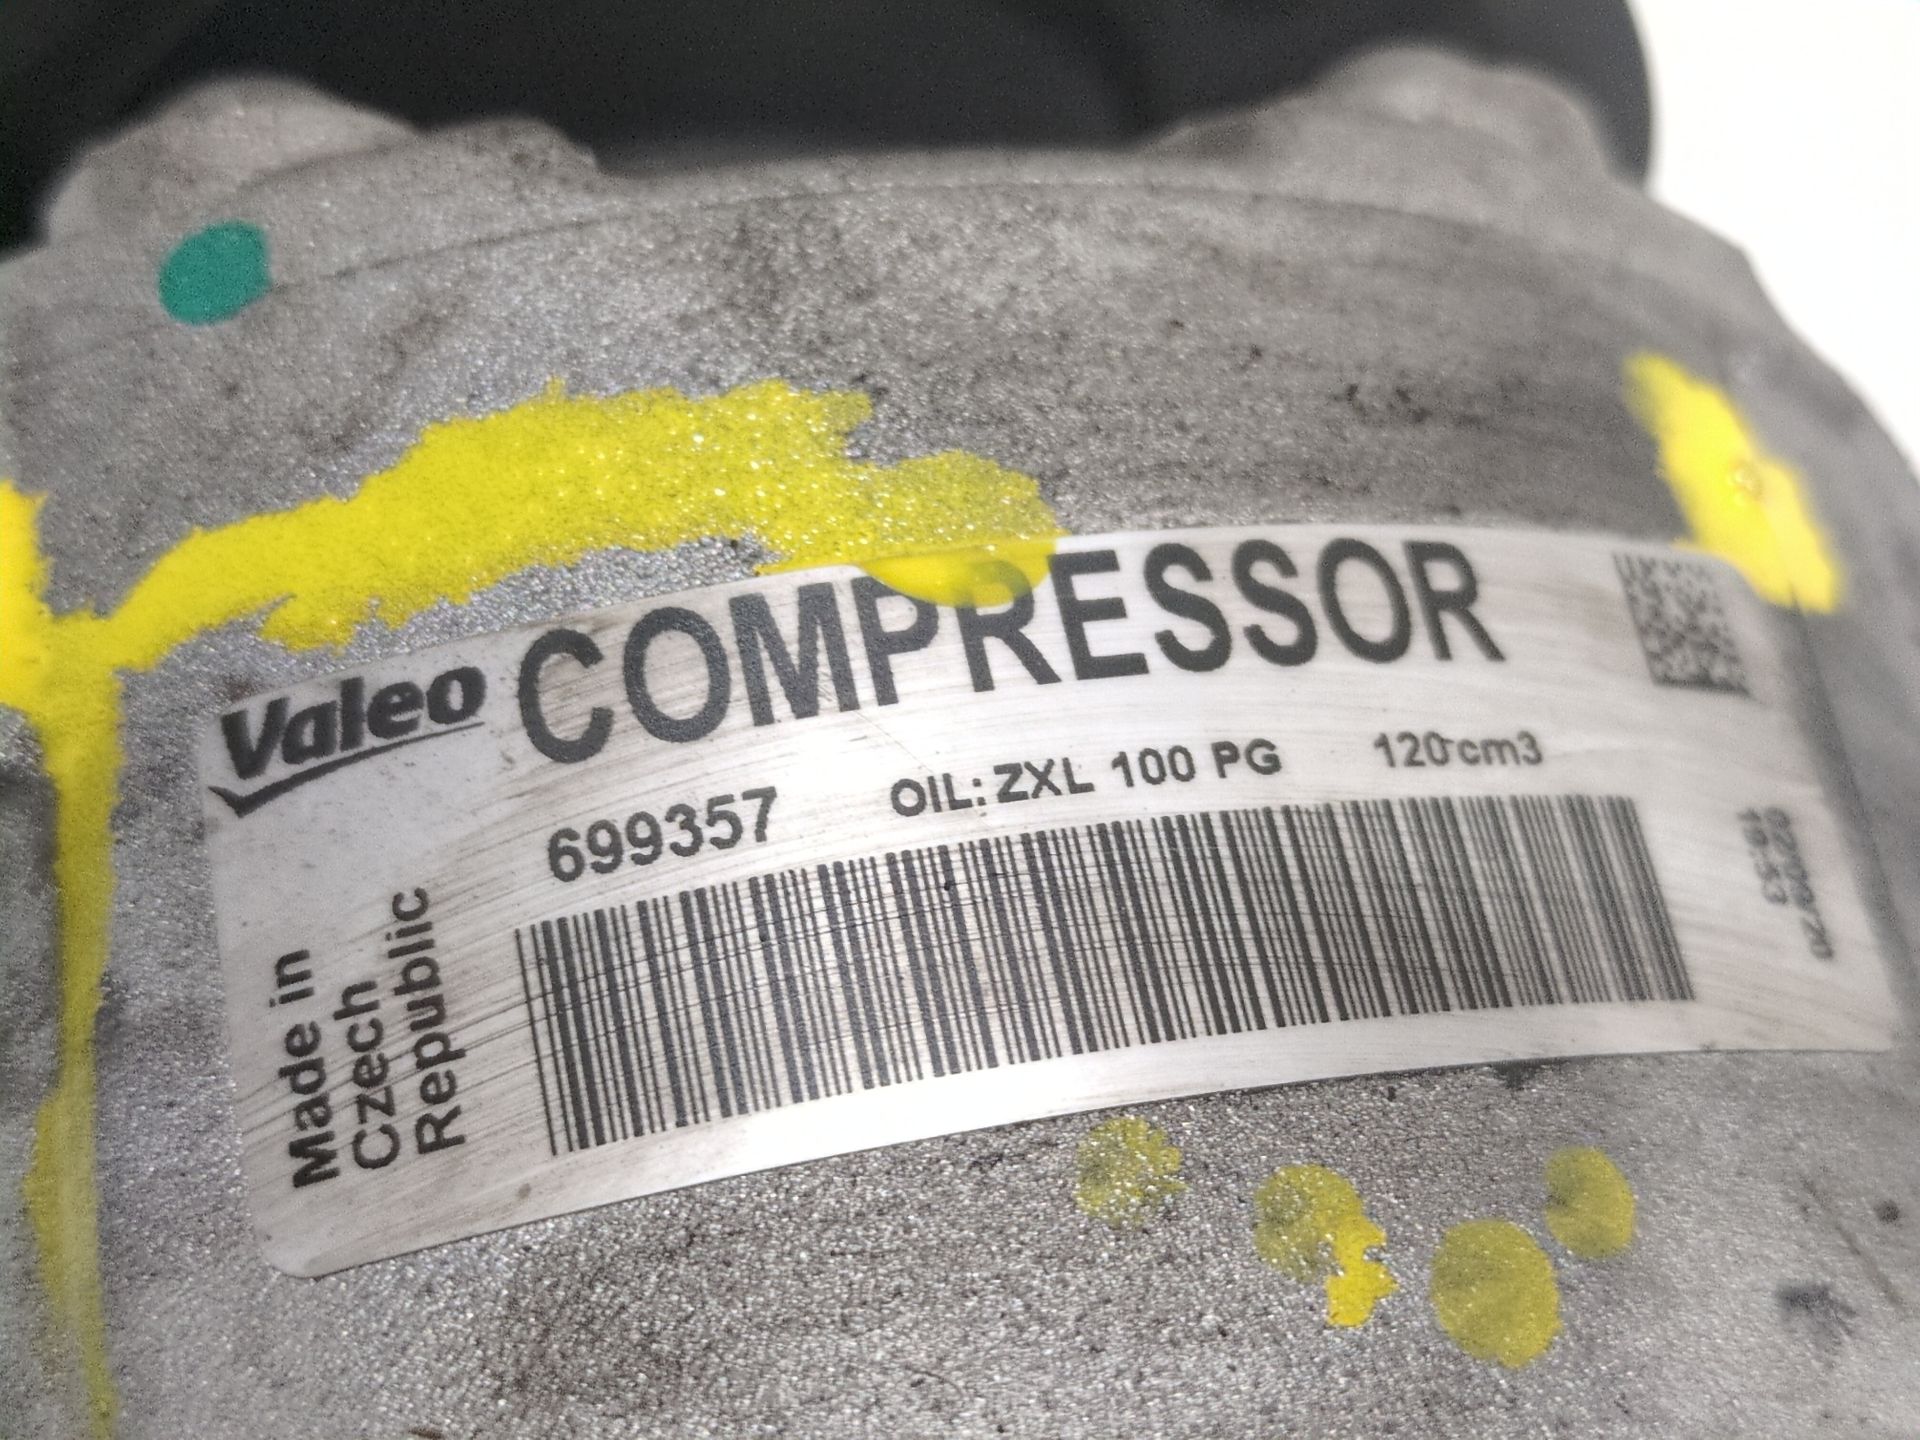 Valeo COMPRESSOR
699357 OIL: ZXL 100 PG 120 cm3
Made in
Czech
Republic